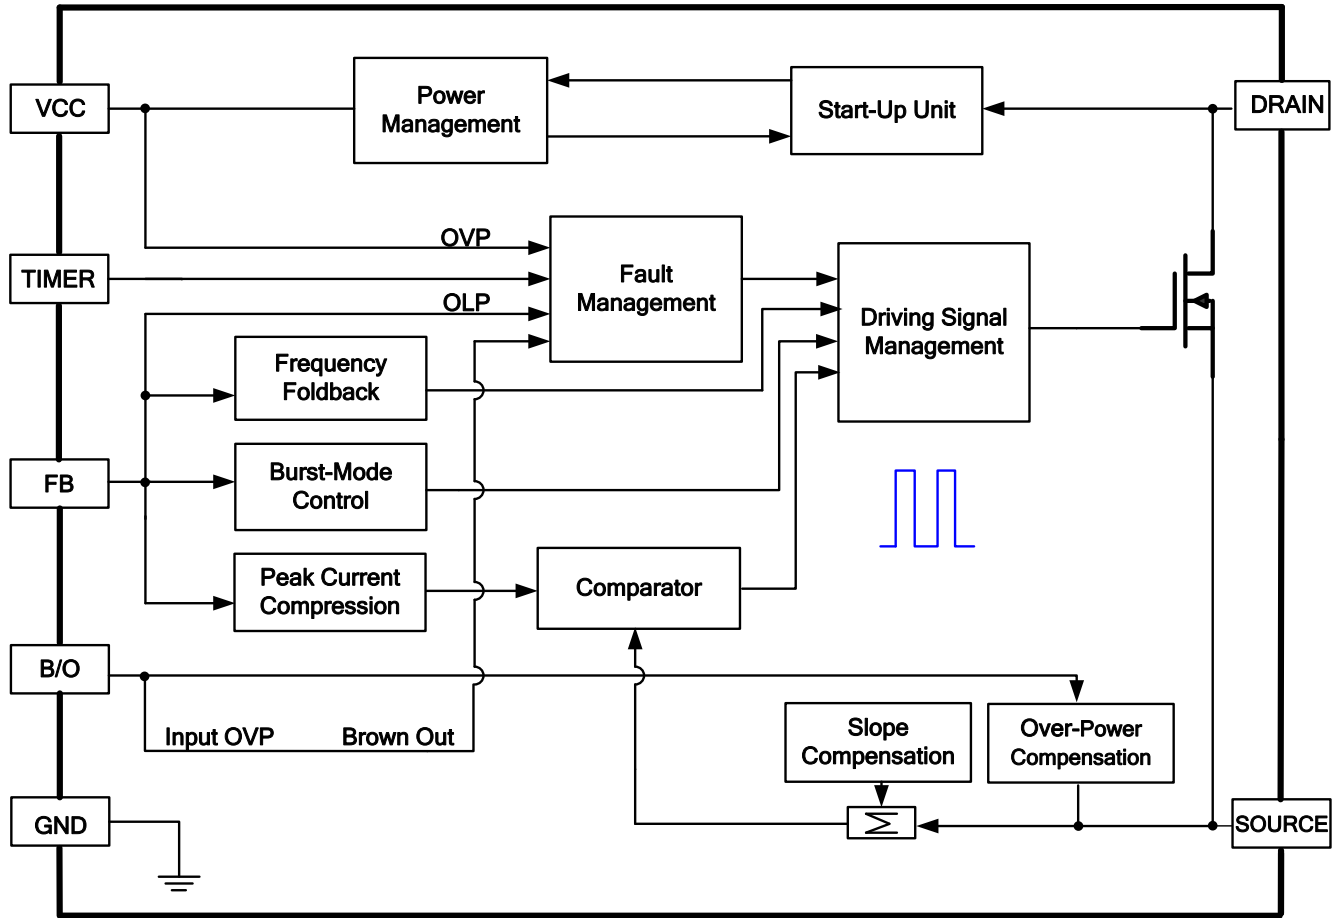 VCC
Power
Management
Start-Up Unit
DRAIN
OVP
TIMER
Fault
Management
OLP
Driving Signal
Management
Frequency
Foldback
FB
Burst-Mode
Control
Peak Current
Compression
Comparator
B/O
Input OVP
Brown Out
Slope
Compensation
Over-Power
Compensation
GND
Σ
SOURCE